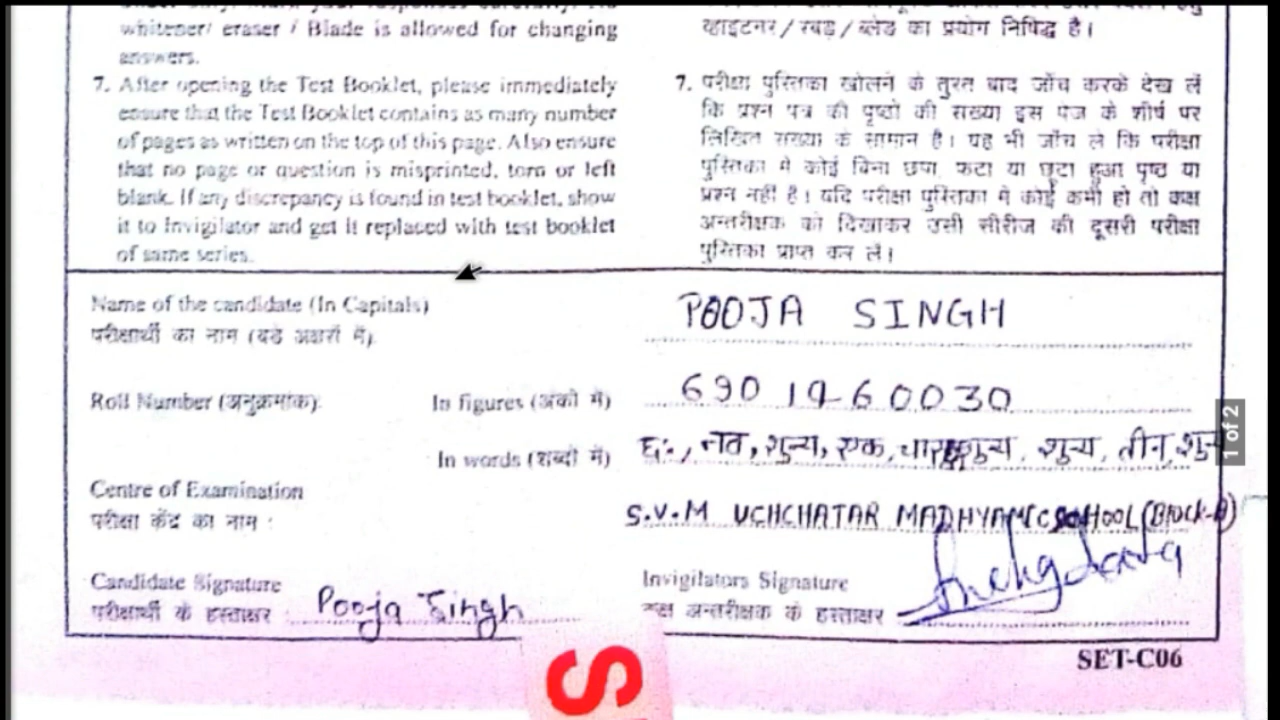 whitener/ eraser / Blade is allowed for changing
answers.
7. After opening the Test Booklet, please immediately
ensure that the Test Booklet contains as many number
of pages as written on the top of this page. Also ensure
that no page or question is misprinted, torn or left
blank. If any discrepancy is found in test booklet, show
it to Invigilator and get it replaced with test booklet
of same series.
व्हाइटनर / रबड़ / ब्लेड का प्रयोग निषिद्ध है।
7. परीक्षा पुस्तिका खोलने के तुरत बाद जाँच करके देख लें
कि प्रश्न पत्र की पृष्ठों की सख्या इस पेज के शीर्ष पर
लिखित सख्या के सामान है। यह भी जाँच ले कि परीक्षा
पुस्तिका मे कोई बिना छपा, फटा या छूटा हुआ पृष्ठ या
प्रश्न नहीं है। यदि परीक्षा पुस्तिका मे कोई कमी हो तो कक्ष
अन्तरीक्षक को दिखाकर उसी सीरीज की दूसरी परीक्षा
पुस्तिका प्राप्त कर लें।
Name of the candidate (In Capitals) POOJA SINGH
परीक्षार्थी का नाम (बडे अक्षरों में)
Roll Number (अनुक्रमांक) In figures (अंको में) 690 19 60030
In words (शब्दों में) छः, नव, शुन्य, एक, शुन्य, तीन,
Centre of Examination
परीक्षा केंद्र का नाम : S.V.M UCHCHATAR MADHYAMIC SCHOOL (Block-B)
Candidate Signature
परीक्षार्थी के हस्ताक्षर Pooja Singh
Invigilators Signature
कक्ष अन्तरीक्षक के हस्ताक्षर
SET-C06
S
1 of 2